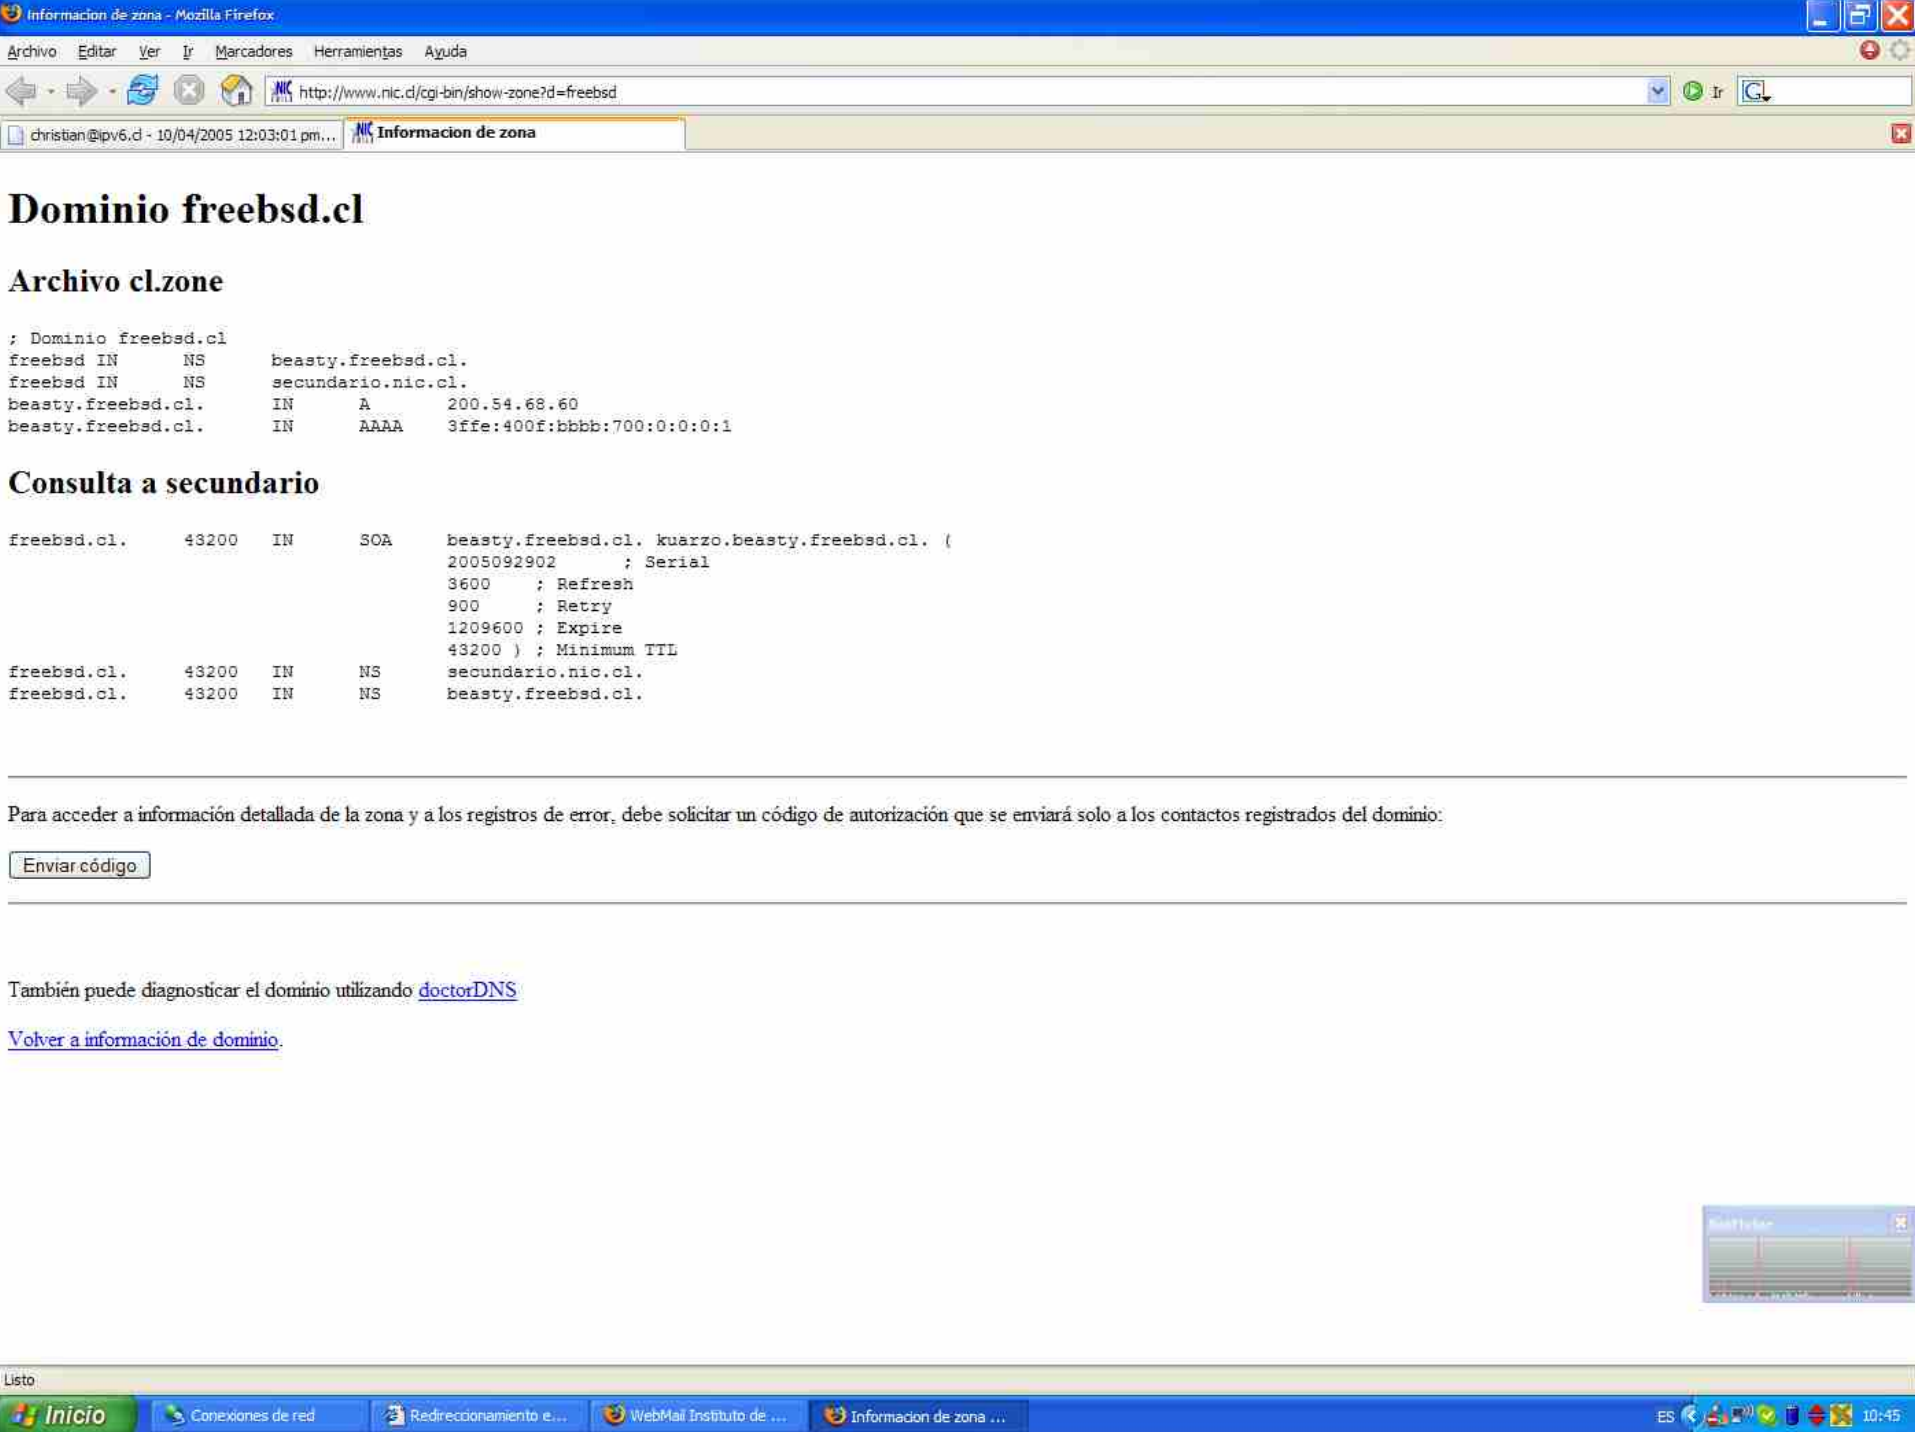 Informacion de zona - Mozilla Firefox
Archivo Editar Ver Ir Marcadores Herramientas Ayuda
NIC http://www.nic.cl/cgi-bin/show-zone?d=freebsd Ir G
christian@ipv6.cl - 10/04/2005 12:03:01 pm... NIC Informacion de zona
Dominio freebsd.cl
Archivo cl.zone
; Dominio freebsd.cl
freebsd IN NS beasty.freebsd.cl.
freebsd IN NS secundario.nic.cl.
beasty.freebsd.cl. IN A 200.54.68.60
beasty.freebsd.cl. IN AAAA 3ffe:400f:bbbb:700:0:0:0:1
Consulta a secundario
freebsd.cl. 43200 IN SOA beasty.freebsd.cl. kuarzo.beasty.freebsd.cl. (
2005092902 ; Serial
3600 ; Refresh
900 ; Retry
1209600 ; Expire
43200 ) ; Minimum TTL
freebsd.cl. 43200 IN NS secundario.nic.cl.
freebsd.cl. 43200 IN NS beasty.freebsd.cl.
Para acceder a información detallada de la zona y a los registros de error, debe solicitar un código de autorización que se enviará solo a los contactos registrados del dominio:
Enviar código
También puede diagnosticar el dominio utilizando doctorDNS
Volver a información de dominio.
Listo
Inicio Conexiones de red Redireccionamiento e... WebMail Instituto de ... Informacion de zona ... ES 10:45